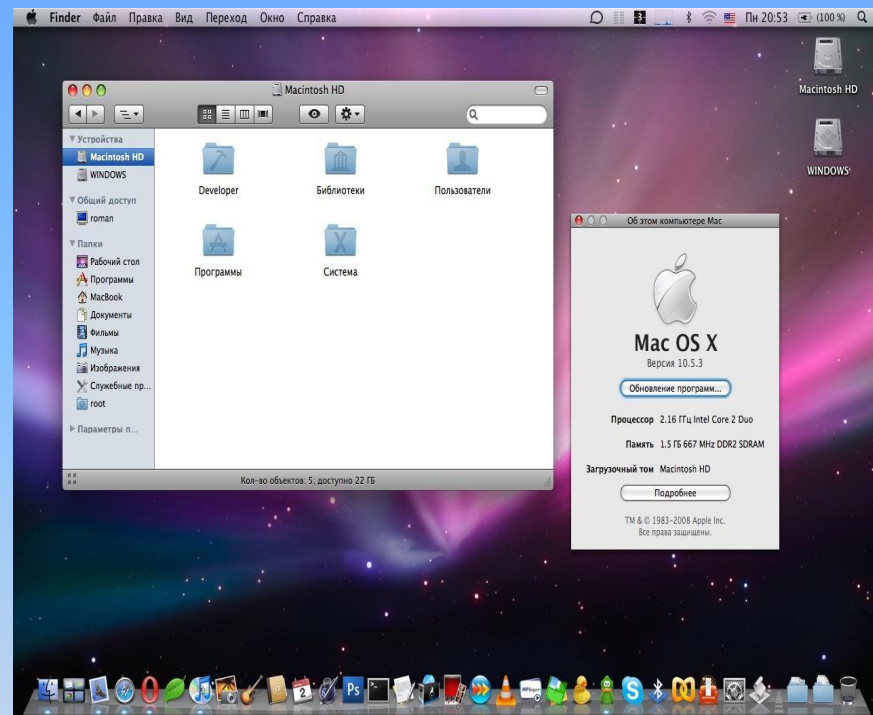 Finder Файл Правка Вид Переход Окно Справка
Пн 20:53 (100 %)
Macintosh HD
WINDOWS
Macintosh HD
Устройства
Macintosh HD
WINDOWS
Общий доступ
roman
Папки
Рабочий стол
Программы
MacBook
Документы
Фильмы
Музыка
Изображения
Служебные пр...
root
Параметры п...
Developer
Библиотеки
Пользователи
Программы
Система
Кол-во объектов: 5; доступно 22 ГБ
Об этом компьютере Mac
Mac OS X
Версия 10.5.3
Обновление программ...
Процессор 2.16 ГГц Intel Core 2 Duo
Память 1.5 ГБ 667 MHz DDR2 SDRAM
Загрузочный том Macintosh HD
Подробнее
TM & © 1983–2008 Apple Inc.
Все права защищены.
2
Ps
MPlayer